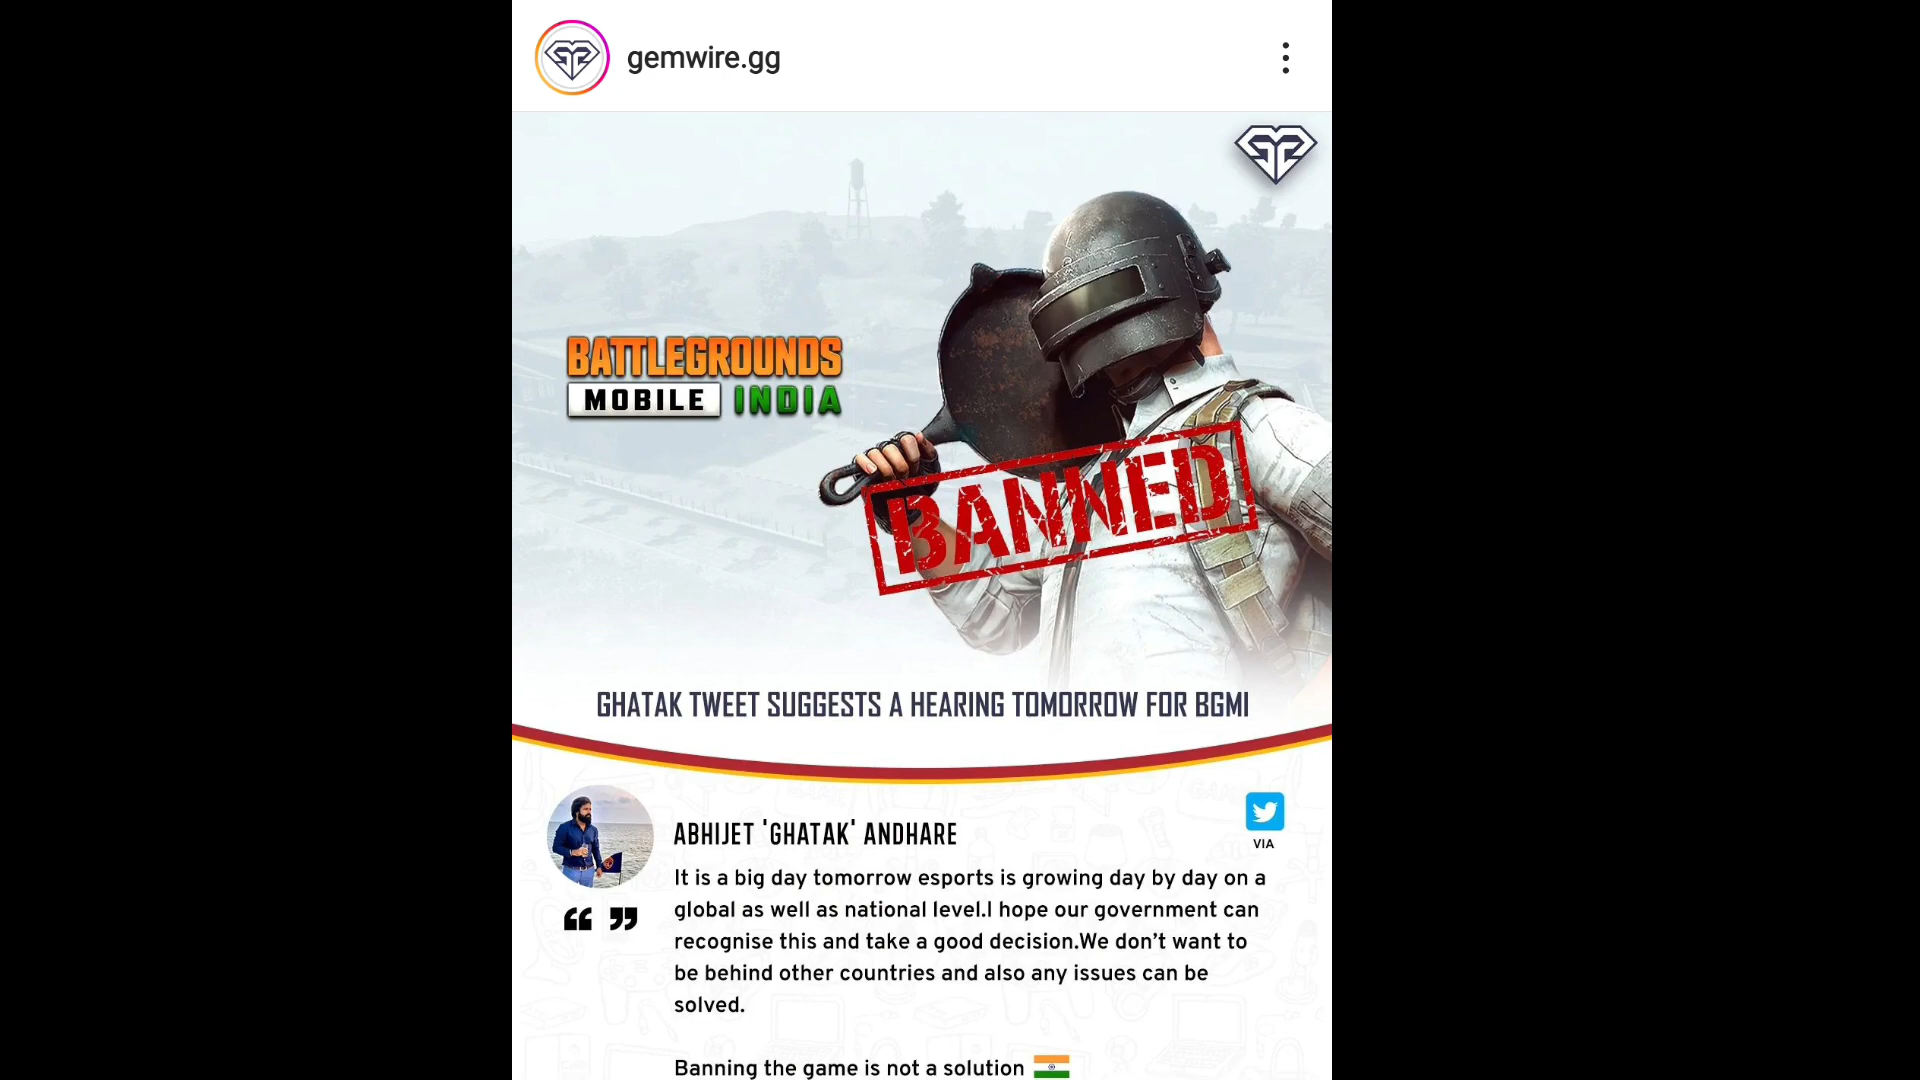 gemwire.gg
BATTLEGROUNDS
MOBILE INDIA
BANNED
GHATAK TWEET SUGGESTS A HEARING TOMORROW FOR BGMI
ABHIJET 'GHATAK' ANDHARE
VIA
It is a big day tomorrow esports is growing day by day on a
global as well as national level.I hope our government can
recognise this and take a good decision.We don’t want to
be behind other countries and also any issues can be
solved.
Banning the game is not a solution